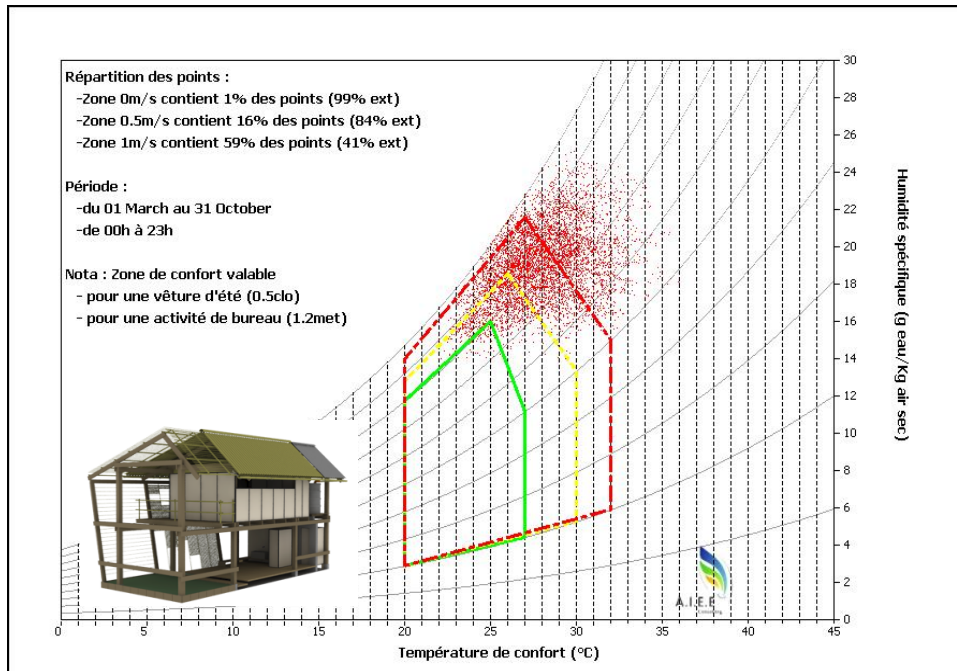 Répartition des points :
-Zone 0m/s contient 1% des points (99% ext)
-Zone 0.5m/s contient 16% des points (84% ext)
-Zone 1m/s contient 59% des points (41% ext)
Période :
-du 01 March au 31 October
-de 00h à 23h
Nota : Zone de confort valable
- pour une vêture d'été (0.5clo)
- pour une activité de bureau (1.2met)
30
28
26
24
22
20
18
16
14
12
10
8
6
4
2
0
Humidité spécifique (g eau/Kg air sec)
A.I.E.E
0 5 10 15 20 25 30 35 40 45
Température de confort (°C)